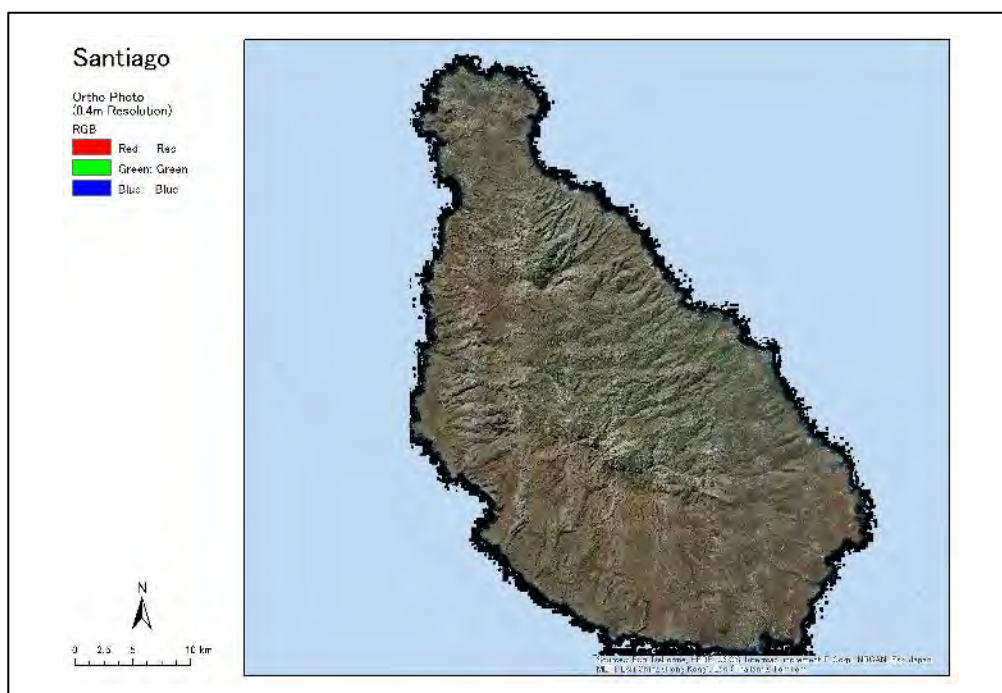 Santiago
Ortho Photo
(0.4m Resolution)
RGB
Red: Red
Green: Green
Blue: Blue
N
0 2.5 5 10 km